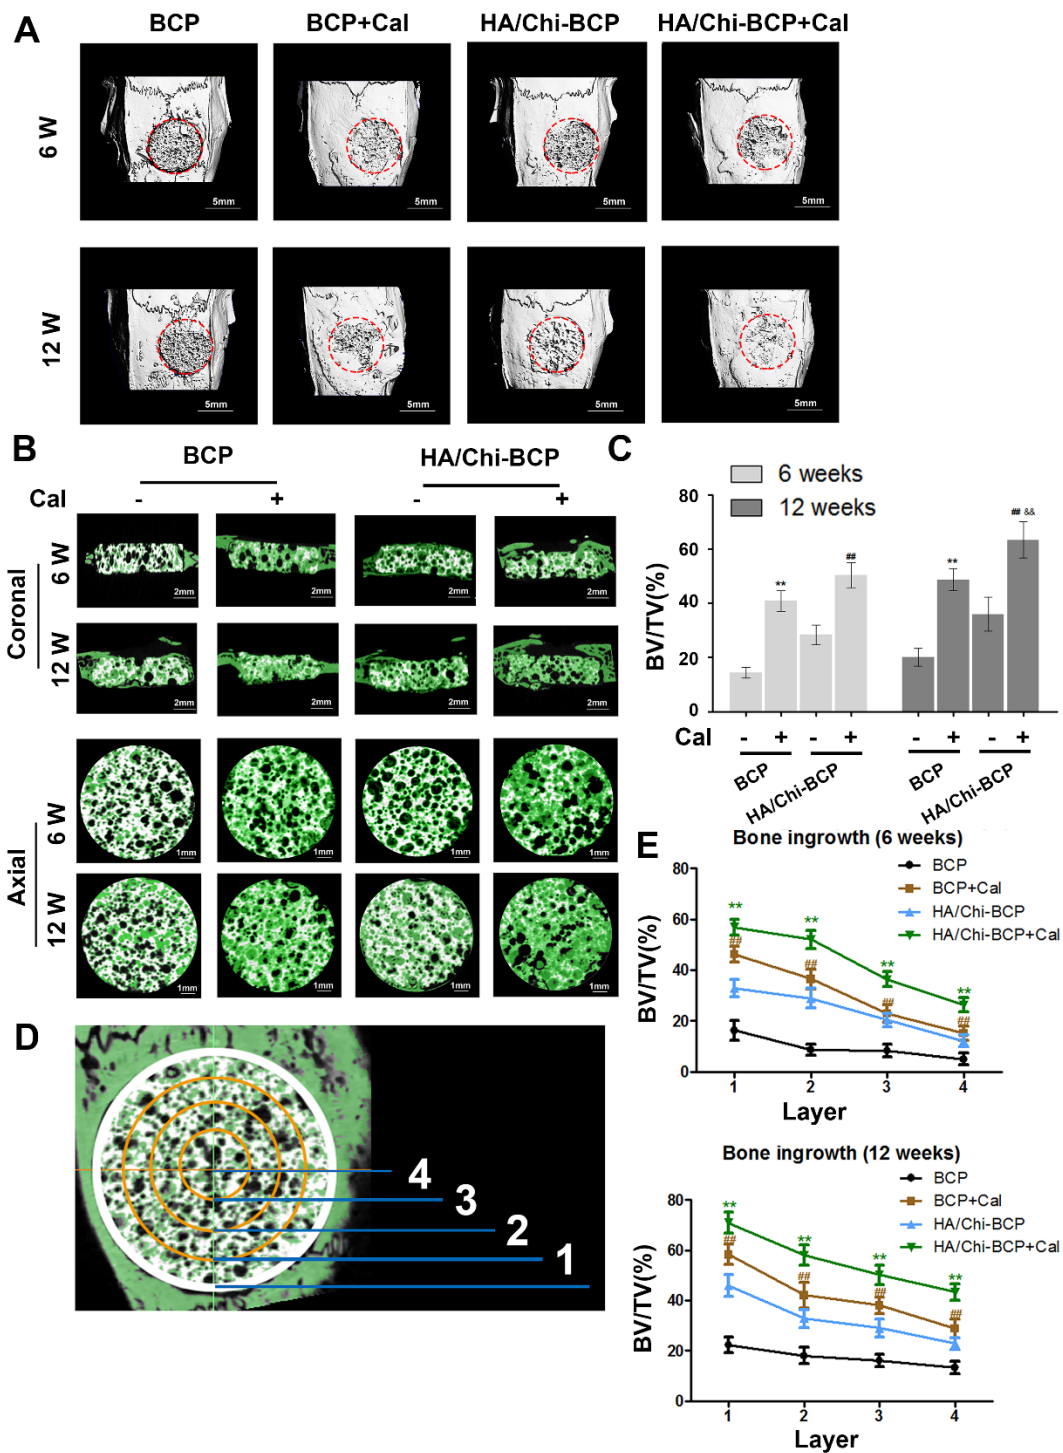 A
BCP BCP+Cal HA/Chi-BCP HA/Chi-BCP+Cal
6 W
5mm 5mm 5mm 5mm
12 W
5mm 5mm 5mm 5mm
B
BCP HA/Chi-BCP
Cal - + - +
Coronal
6 W
2mm 2mm 2mm 2mm
12 W
2mm 2mm 2mm 2mm
Axial
6 W
1mm 1mm 1mm 1mm
12 W
1mm 1mm 1mm 1mm
C
6 weeks
12 weeks
BV/TV(%)
80
60
40
20
0
** ## ** ## &&
Cal - + - + - + - +
BCP HA/Chi-BCP BCP HA/Chi-BCP
D
4
3
2
1
E
Bone ingrowth (6 weeks)
BCP
BCP+Cal
HA/Chi-BCP
HA/Chi-BCP+Cal
BV/TV(%)
80
60
40
20
0
** ** ** **
## ## ## ##
1 2 3 4
Layer
Bone ingrowth (12 weeks)
BCP
BCP+Cal
HA/Chi-BCP
HA/Chi-BCP+Cal
BV/TV(%)
80
60
40
20
0
** ** ** **
## ## ## ##
1 2 3 4
Layer